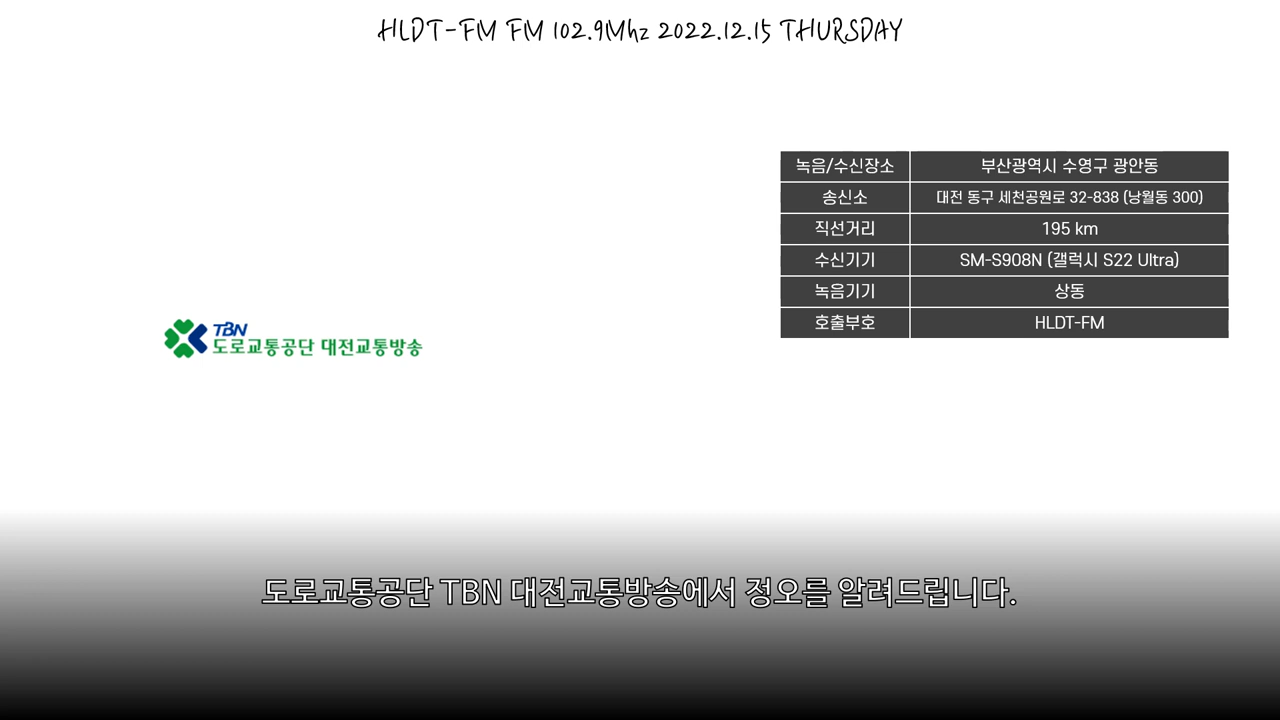 HLDT-FM FM 102.9Mhz 2022.12.15 THURSDAY
녹음/수신장소 부산광역시 수영구 광안동
송신소 대전 동구 세천공원로 32-838 (낭월동 300)
직선거리 195 km
수신기기 SM-S908N (갤럭시 S22 Ultra)
녹음기기 상동
호출부호 HLDT-FM
TBN
도로교통공단 대전교통방송
도로교통공단 TBN 대전교통방송에서 정오를 알려드립니다.